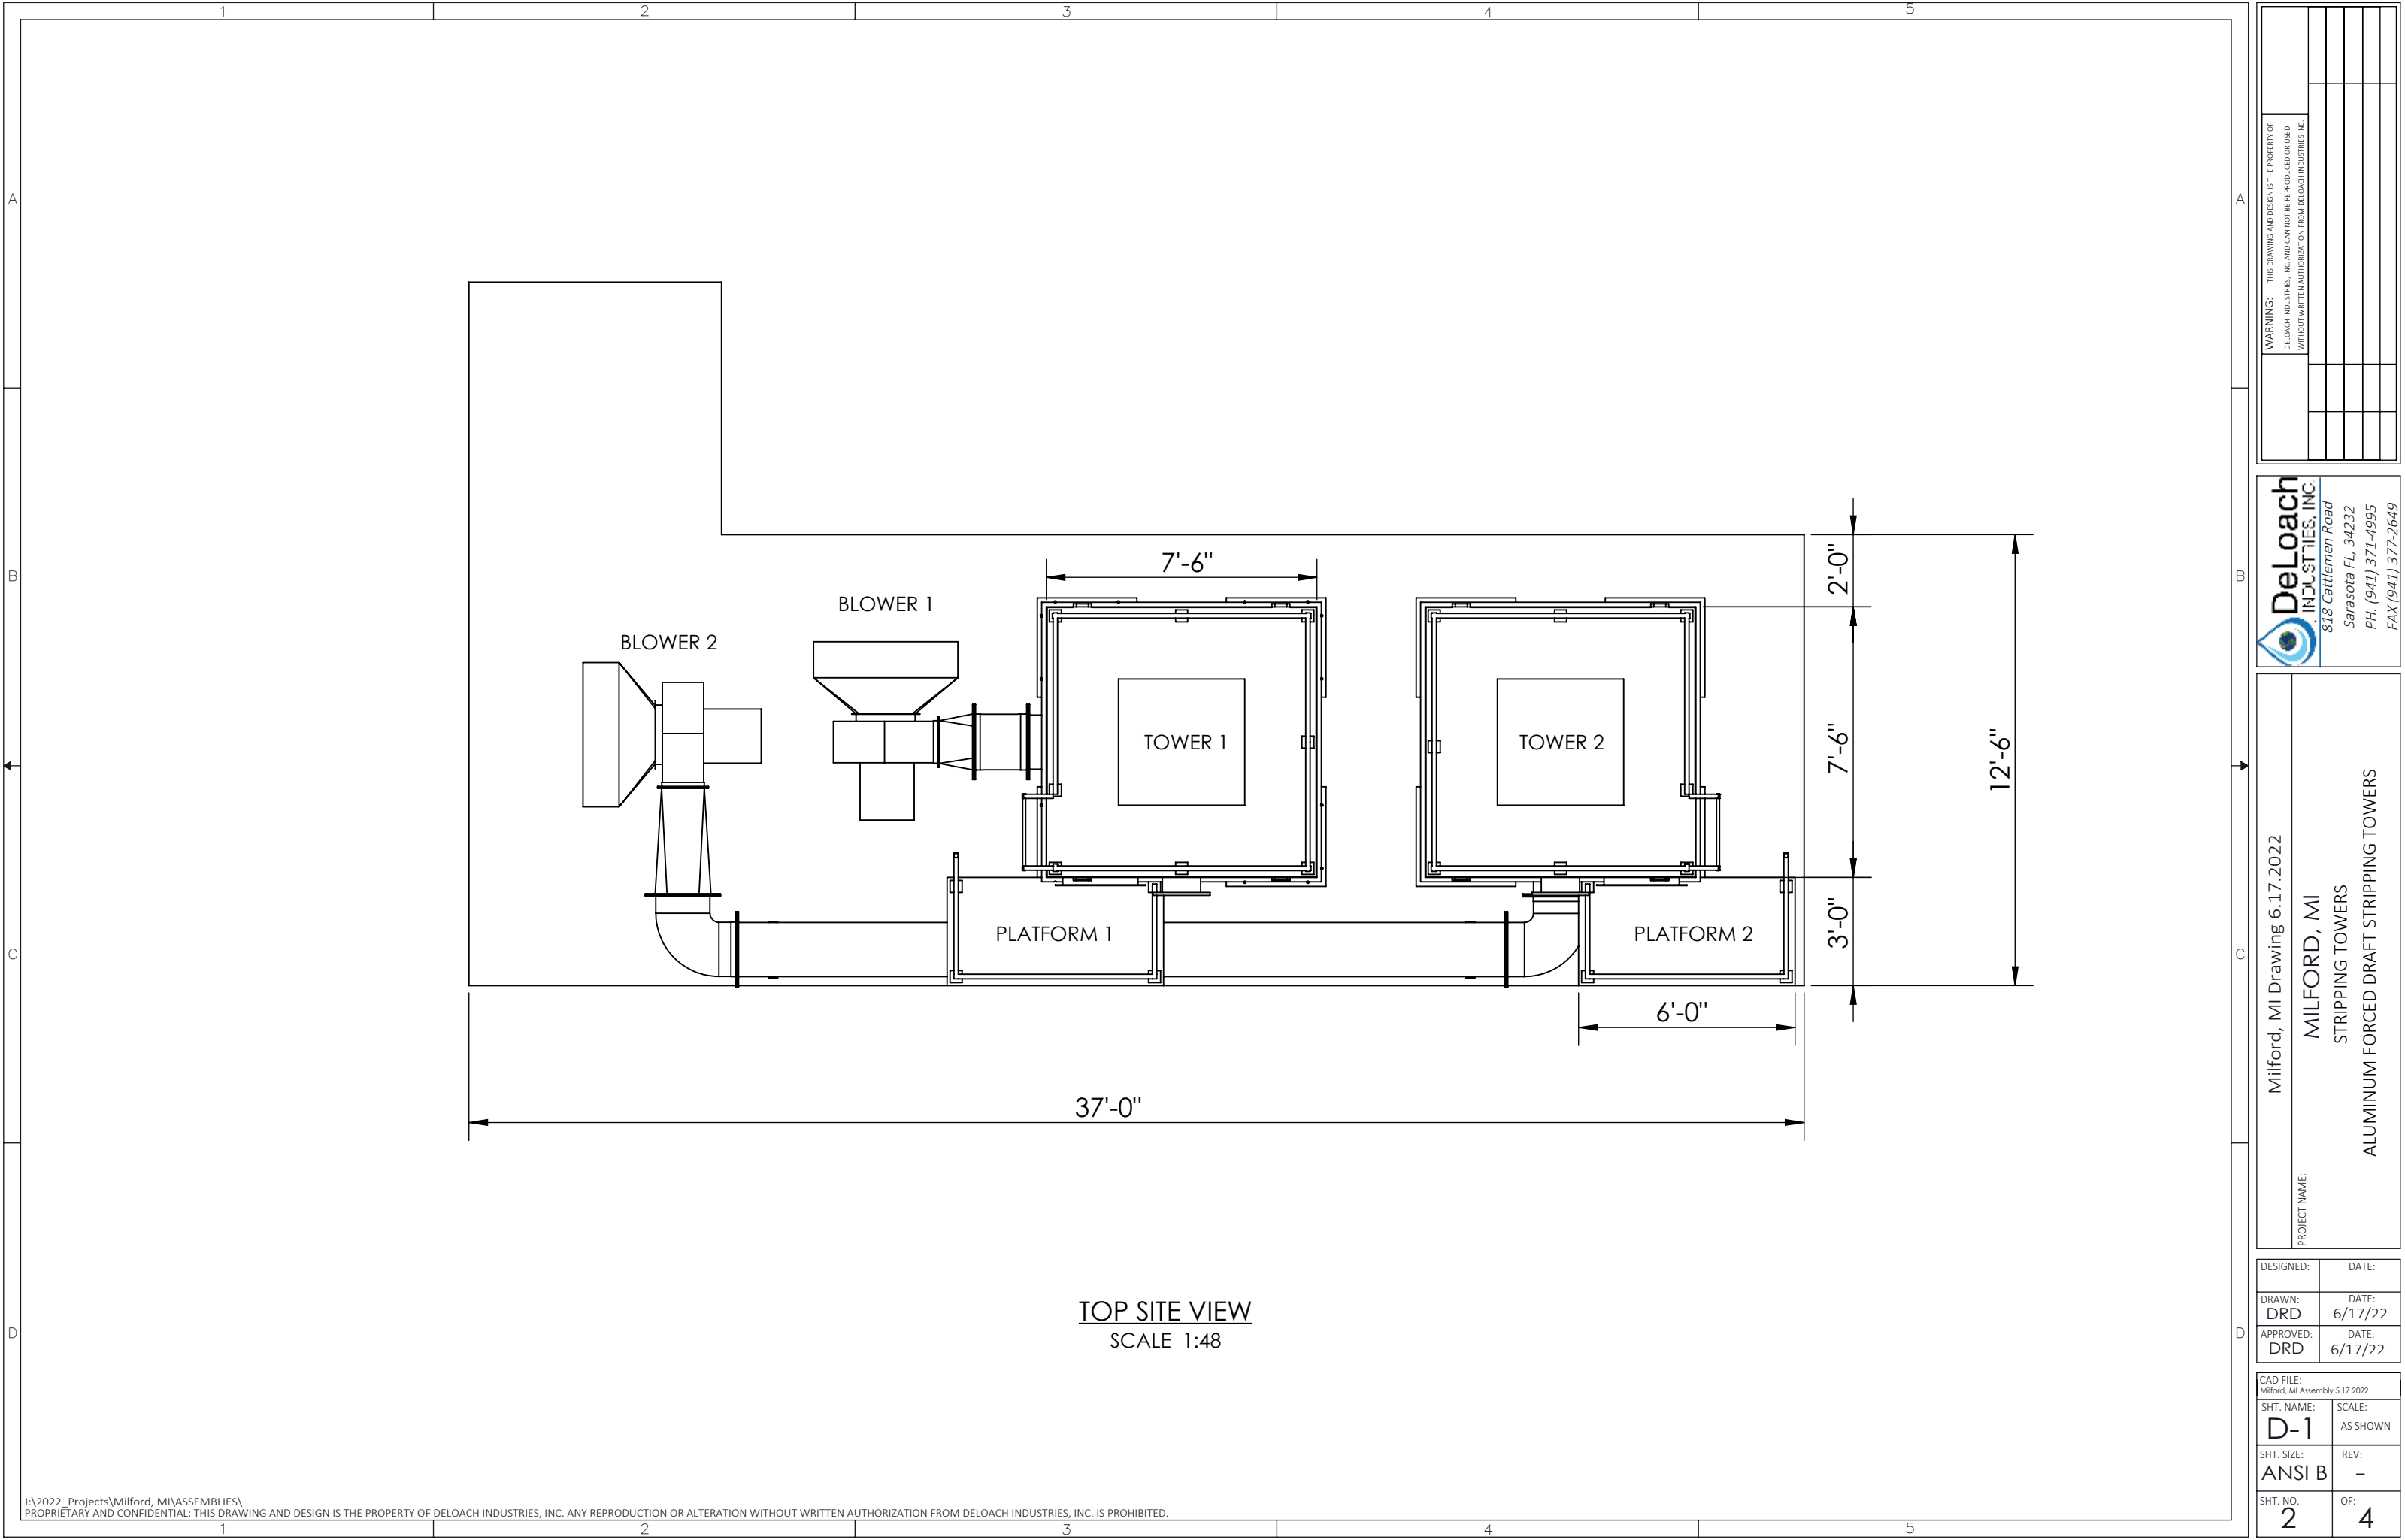 1 2 3 4 5
A
B
C
D
A
B
C
D
BLOWER 1
BLOWER 2
7'-6"
TOWER 1
TOWER 2
PLATFORM 1
PLATFORM 2
2'-0"
7'-6"
3'-0"
12'-6"
6'-0"
37'-0"
TOP SITE VIEW
SCALE 1:48
WARNING: THIS DRAWING AND DESIGN IS THE PROPERTY OF
DELOACH INDUSTRIES, INC. AND CAN NOT BE REPRODUCED OR USED
WITHOUT WRITTEN AUTHORIZATION FROM DELOACH INDUSTRIES INC.
DeLoach
INDUSTRIES, INC.
818 Cattlemen Road
Sarasota FL, 34232
PH. (941) 371-4995
FAX (941) 377-2649
Milford, MI Drawing 6.17.2022
PROJECT NAME:
MILFORD, MI
STRIPPING TOWERS
ALUMINUM FORCED DRAFT STRIPPING TOWERS
DESIGNED: DATE:
DRAWN: DATE:
DRD 6/17/22
APPROVED: DATE:
DRD 6/17/22
CAD FILE:
Milford, MI Assembly 5.17.2022
SHT. NAME: SCALE:
D-1 AS SHOWN
SHT. SIZE: REV:
ANSI B -
SHT. NO. OF:
2 4
J:\2022_Projects\Milford, MI\ASSEMBLIES\
PROPRIETARY AND CONFIDENTIAL: THIS DRAWING AND DESIGN IS THE PROPERTY OF DELOACH INDUSTRIES, INC. ANY REPRODUCTION OR ALTERATION WITHOUT WRITTEN AUTHORIZATION FROM DELOACH INDUSTRIES, INC. IS PROHIBITED.
1 2 3 4 5